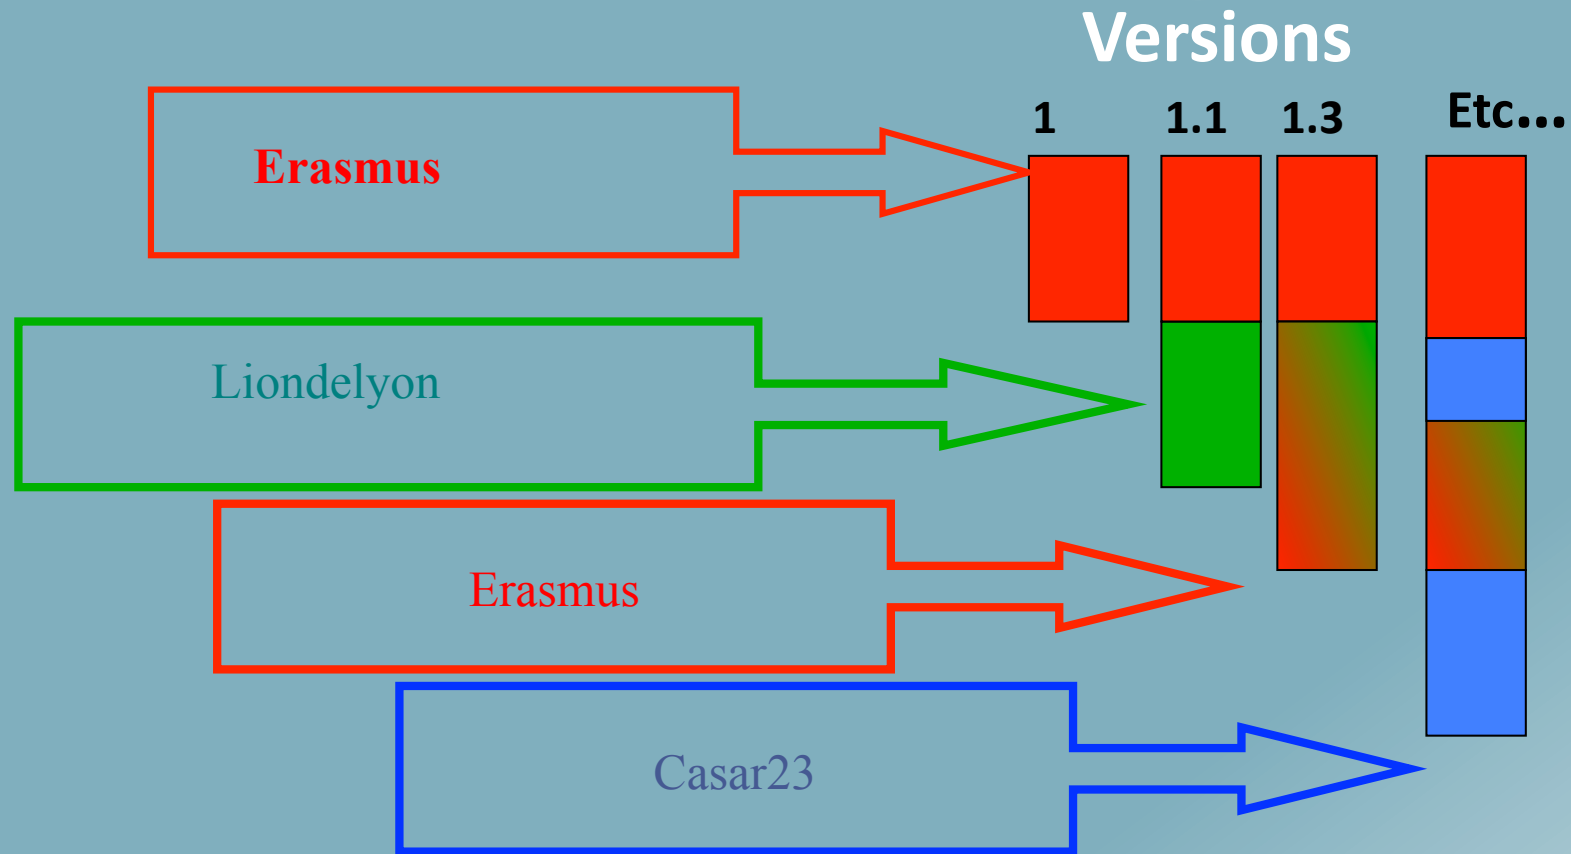 Versions
1 1.1 1.3 Etc...
Erasmus
Liondelyon
Erasmus
Casar23